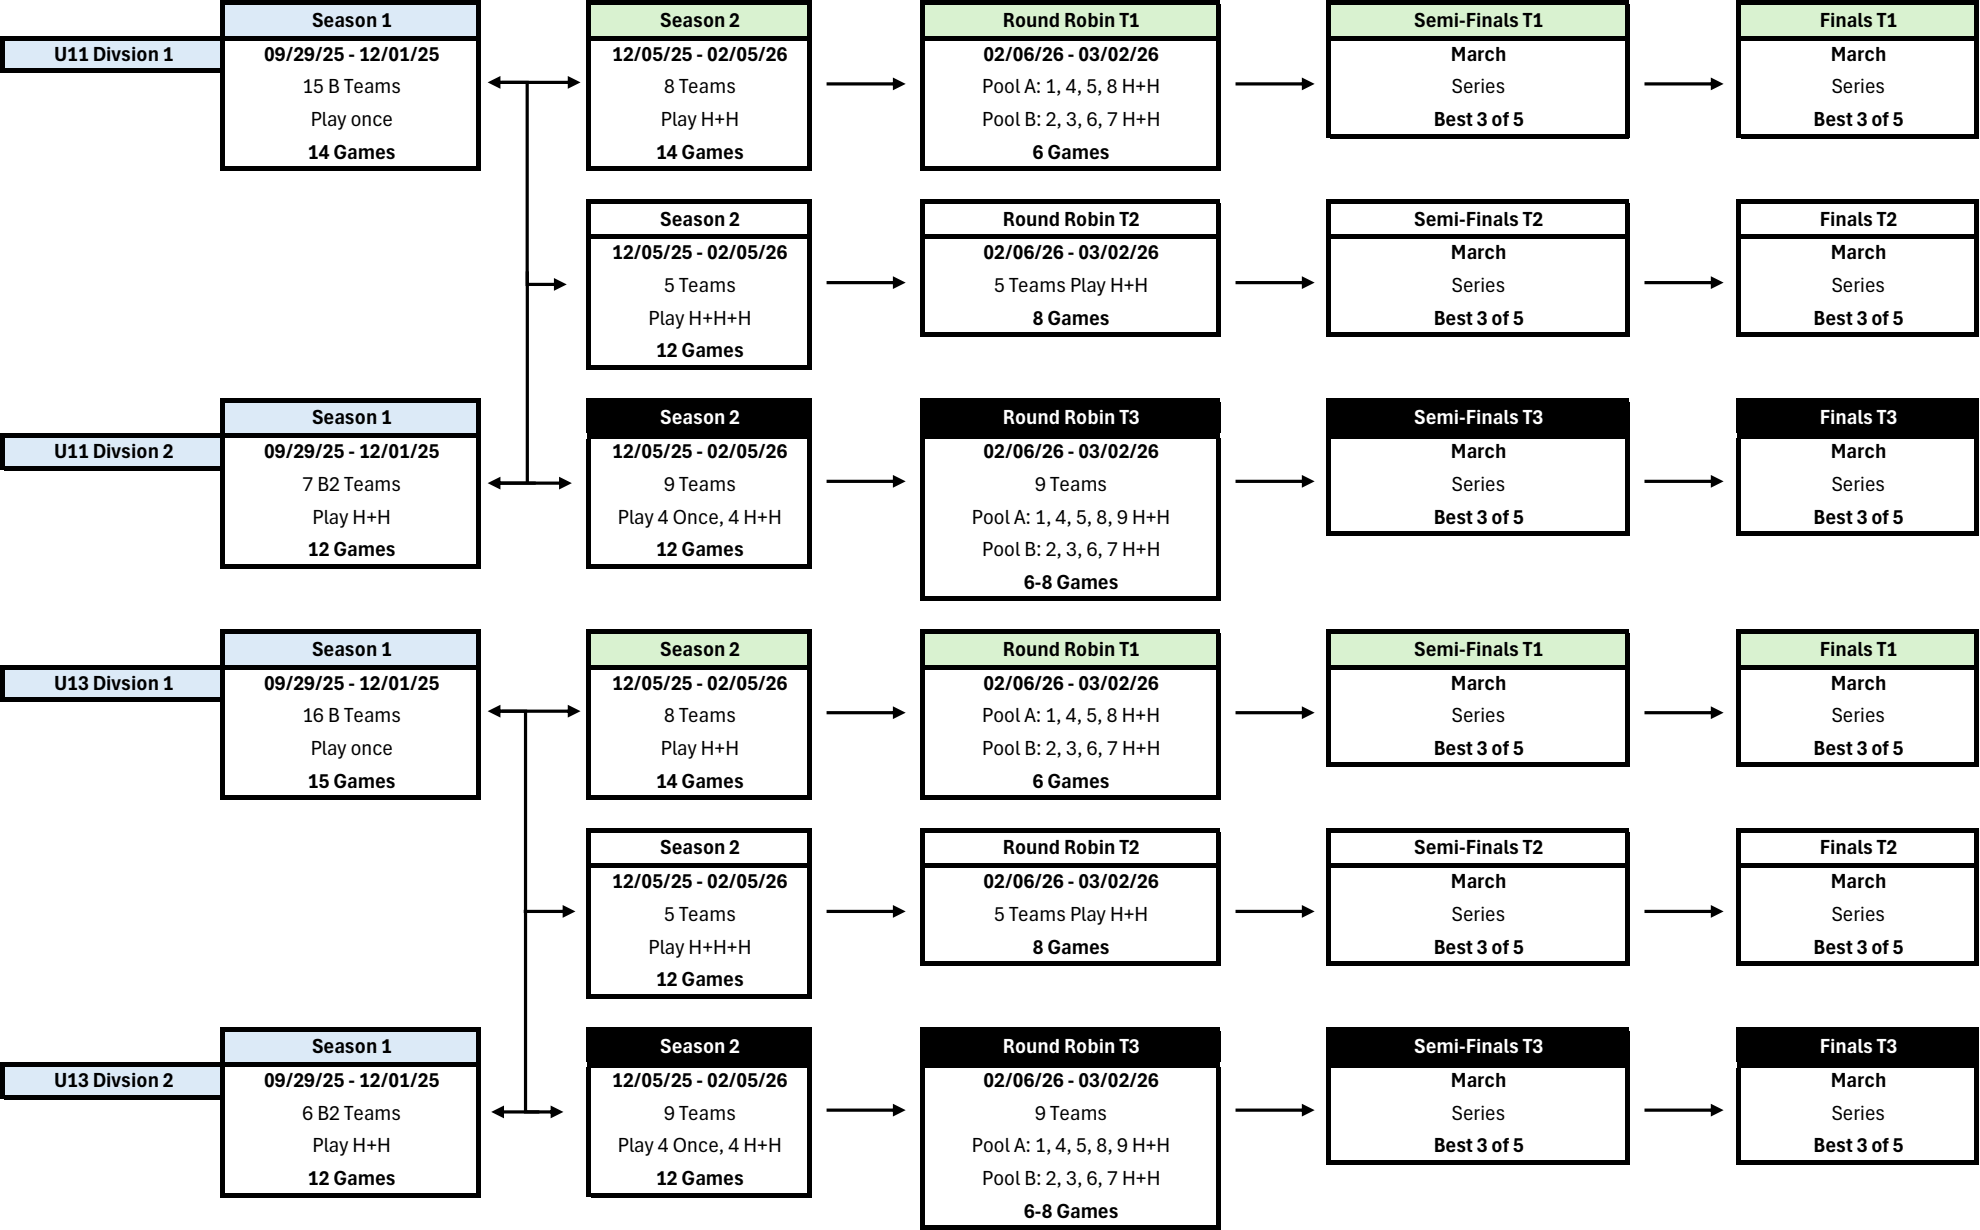 Season 1
Season 2
Round Robin T1
Semi-Finals T1
Finals T1
U11 Divsion 1
09/29/25 - 12/01/25
15 B Teams
Play once
14 Games
12/05/25 - 02/05/26
8 Teams
Play H+H
14 Games
02/06/26 - 03/02/26
Pool A: 1, 4, 5, 8 H+H
Pool B: 2, 3, 6, 7 H+H
6 Games
March
Series
Best 3 of 5
March
Series
Best 3 of 5
Season 2
12/05/25 - 02/05/26
5 Teams
Play H+H+H
12 Games
Round Robin T2
02/06/26 - 03/02/26
5 Teams Play H+H
8 Games
Semi-Finals T2
March
Series
Best 3 of 5
Finals T2
March
Series
Best 3 of 5
U11 Divsion 2
Season 1
09/29/25 - 12/01/25
7 B2 Teams
Play H+H
12 Games
Season 2
12/05/25 - 02/05/26
9 Teams
Play 4 Once, 4 H+H
12 Games
Round Robin T3
02/06/26 - 03/02/26
9 Teams
Pool A: 1, 4, 5, 8, 9 H+H
Pool B: 2, 3, 6, 7 H+H
6-8 Games
Semi-Finals T3
March
Series
Best 3 of 5
Finals T3
March
Series
Best 3 of 5
U13 Divsion 1
Season 1
09/29/25 - 12/01/25
16 B Teams
Play once
15 Games
Season 2
12/05/25 - 02/05/26
8 Teams
Play H+H
14 Games
Round Robin T1
02/06/26 - 03/02/26
Pool A: 1, 4, 5, 8 H+H
Pool B: 2, 3, 6, 7 H+H
6 Games
Semi-Finals T1
March
Series
Best 3 of 5
Finals T1
March
Series
Best 3 of 5
Season 2
12/05/25 - 02/05/26
5 Teams
Play H+H+H
12 Games
Round Robin T2
02/06/26 - 03/02/26
5 Teams Play H+H
8 Games
Semi-Finals T2
March
Series
Best 3 of 5
Finals T2
March
Series
Best 3 of 5
U13 Divsion 2
Season 1
09/29/25 - 12/01/25
6 B2 Teams
Play H+H
12 Games
Season 2
12/05/25 - 02/05/26
9 Teams
Play 4 Once, 4 H+H
12 Games
Round Robin T3
02/06/26 - 03/02/26
9 Teams
Pool A: 1, 4, 5, 8, 9 H+H
Pool B: 2, 3, 6, 7 H+H
6-8 Games
Semi-Finals T3
March
Series
Best 3 of 5
Finals T3
March
Series
Best 3 of 5